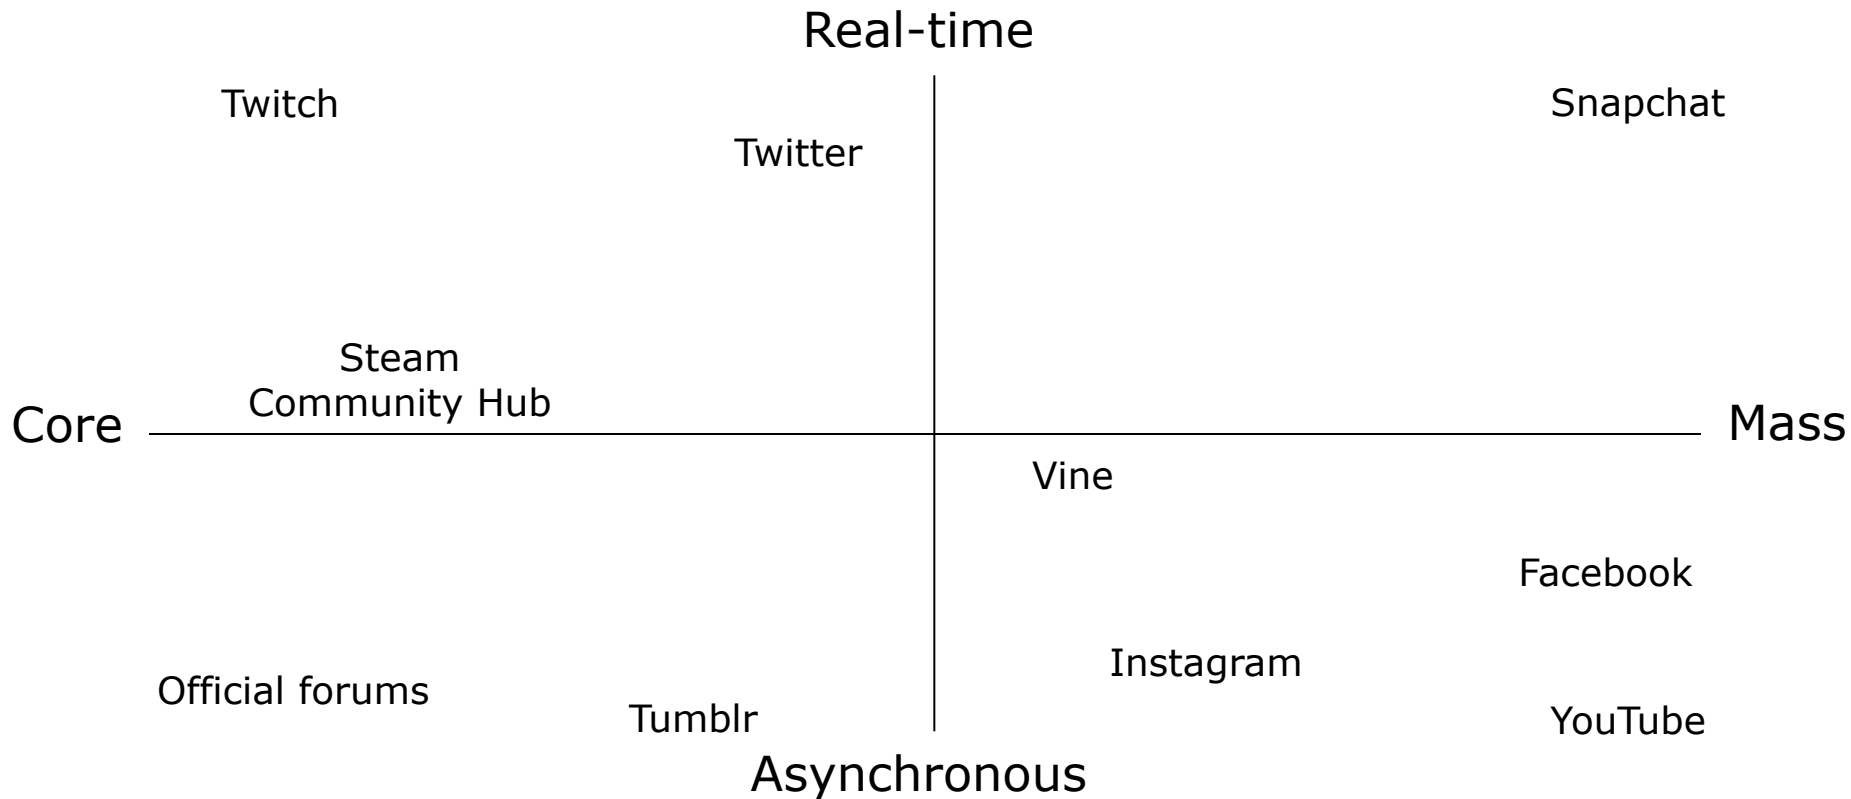 Real-time
Twitch
Snapchat
Twitter
Steam
Community Hub
Core
Mass
Vine
Facebook
Instagram
Official forums
Tumblr
YouTube
Asynchronous